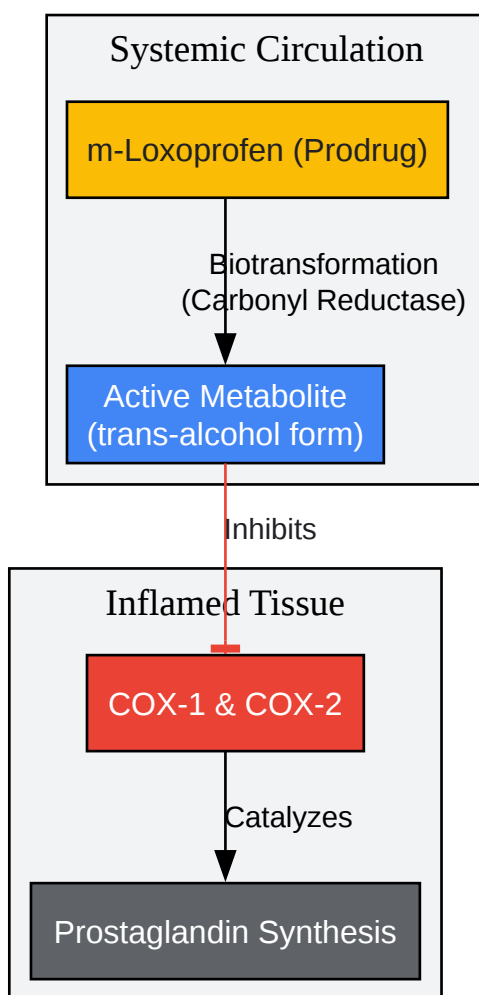 Systemic Circulation
m-Loxoprofen (Prodrug)
Biotransformation
(Carbonyl Reductase)
Active Metabolite
(trans-alcohol form)
Inhibits
Inflamed Tissue
COX-1 & COX-2
Catalyzes
Prostaglandin Synthesis